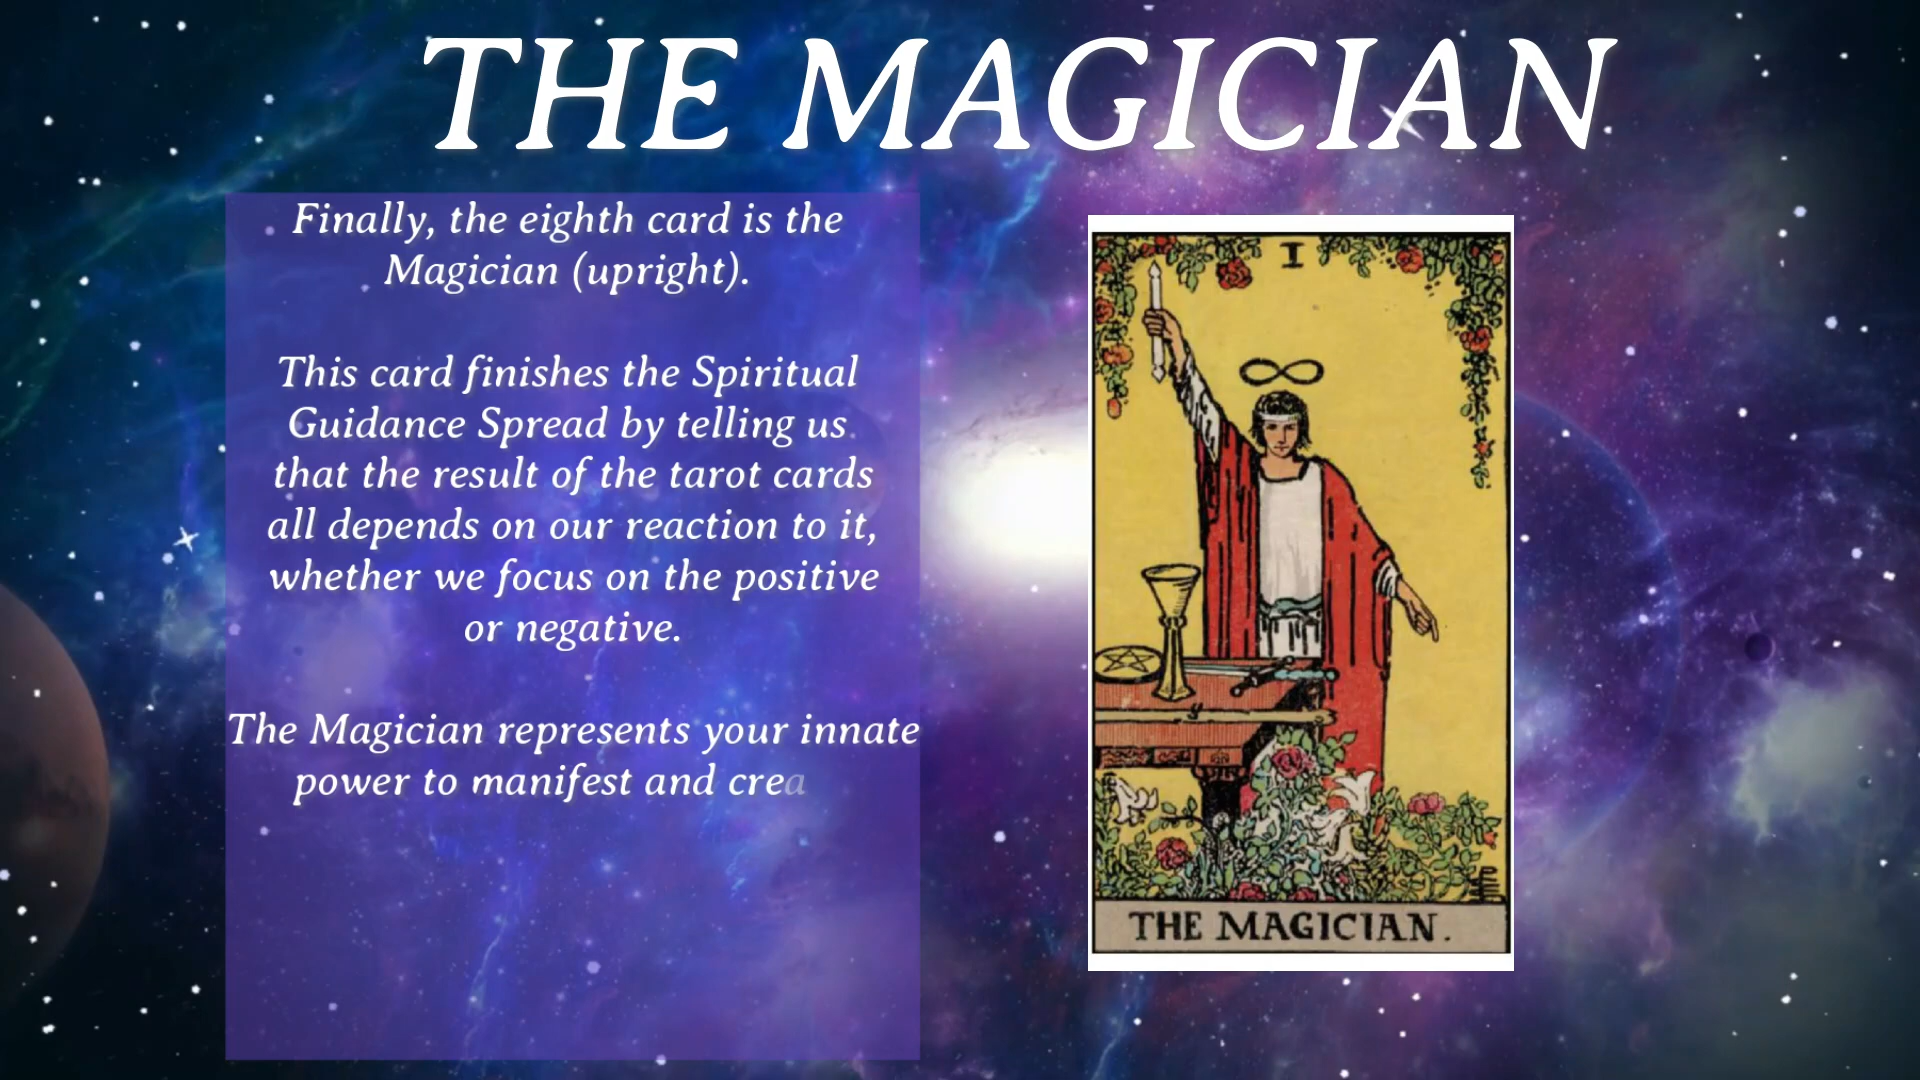 THE MAGICIAN
Finally, the eighth card is the
Magician (upright).
This card finishes the Spiritual
Guidance Spread by telling us
that the result of the tarot cards
all depends on our reaction to it,
whether we focus on the positive
or negative.
The Magician represents your innate
power to manifest and crea
I
THE MAGICIAN.